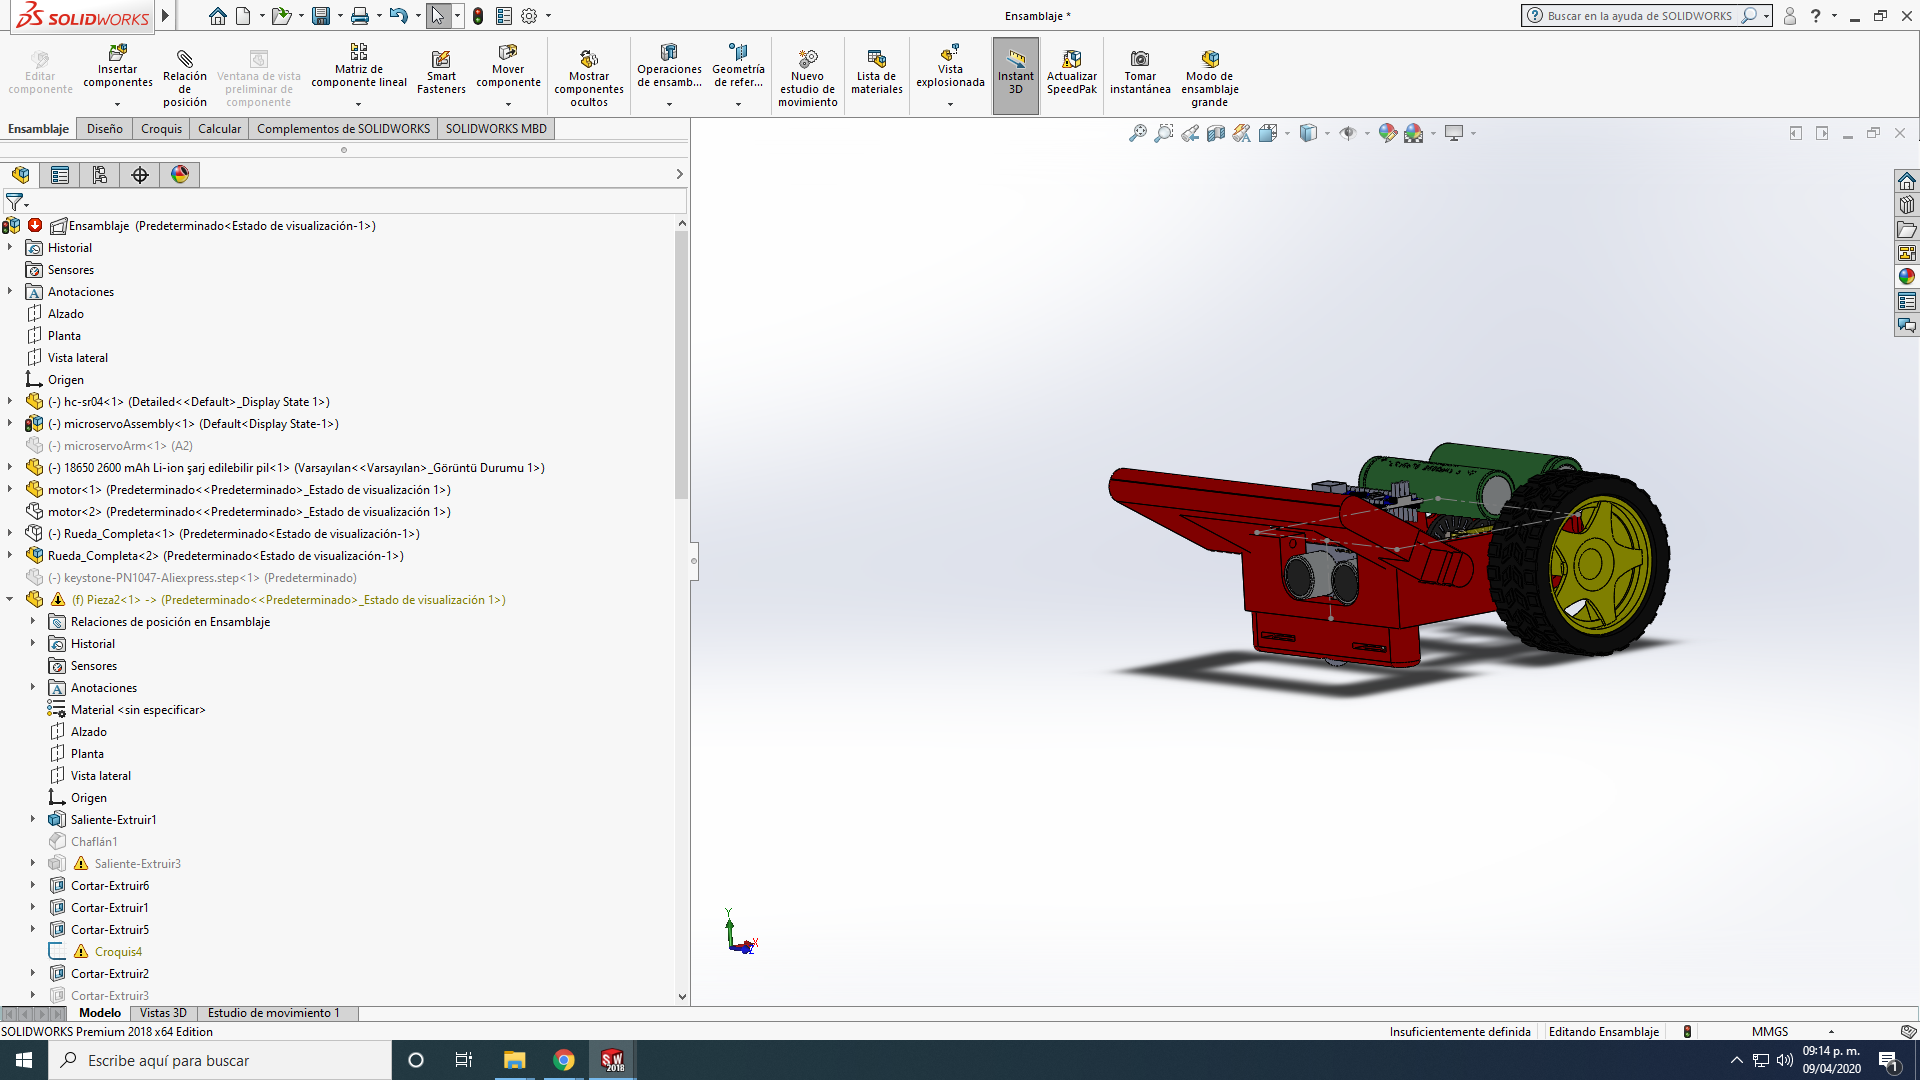 SOLIDWORKS
Ensamblaje *
Buscar en la ayuda de SOLIDWORKS
Editar componente
Insertar componentes
Relación de posición
Ventana de vista preliminar de componente
Matriz de componente lineal
Smart Fasteners
Mover componente
Mostrar componentes ocultos
Operaciones de ensamb...
Geometría de refer...
Nuevo estudio de movimiento
Lista de materiales
Vista explosionada
Instant 3D
Actualizar SpeedPak
Tomar instantánea
Modo de ensamblaje grande
Ensamblaje
Diseño
Croquis
Calcular
Complementos de SOLIDWORKS
SOLIDWORKS MBD
Ensamblaje (Predeterminado<Estado de visualización-1>)
Historial
Sensores
Anotaciones
Alzado
Planta
Vista lateral
Origen
(-) hc-sr04<1> (Detailed<<Default>_Display State 1>)
(-) microservoAssembly<1> (Default<Display State-1>)
(-) microservoArm<1> (A2)
(-) 18650 2600 mAh Li-ion şarj edilebilir pil<1> (Varsayılan<<Varsayılan>_Görüntü Durumu 1>)
motor<1> (Predeterminado<<Predeterminado>_Estado de visualización 1>)
motor<2> (Predeterminado<<Predeterminado>_Estado de visualización 1>)
(-) Rueda_Completa<1> (Predeterminado<Estado de visualización-1>)
Rueda_Completa<2> (Predeterminado<Estado de visualización-1>)
(-) keystone-PN1047-Aliexpress.step<1> (Predeterminado)
(f) Pieza2<1> -> (Predeterminado<<Predeterminado>_Estado de visualización 1>)
Relaciones de posición en Ensamblaje
Historial
Sensores
Anotaciones
Material <sin especificar>
Alzado
Planta
Vista lateral
Origen
Saliente-Extruir1
Chaflán1
Saliente-Extruir3
Cortar-Extruir6
Cortar-Extruir1
Cortar-Extruir5
Croquis4
Cortar-Extruir2
Cortar-Extruir3
Y
X
Z
Modelo
Vistas 3D
Estudio de movimiento 1
SOLIDWORKS Premium 2018 x64 Edition
Insuficientemente definida
Editando Ensamblaje
MMGS
Escribe aquí para buscar
SW 2018
09:14 p. m.
09/04/2020
1